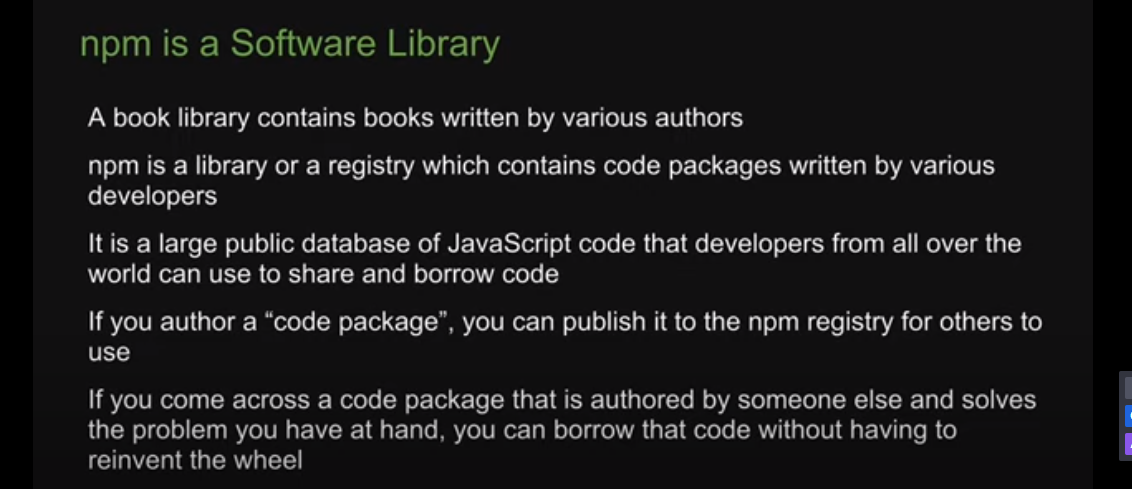 npm is a Software Library
A book library contains books written by various authors
npm is a library or a registry which contains code packages written by various
developers
It is a large public database of JavaScript code that developers from all over the
world can use to share and borrow code
If you author a “code package”, you can publish it to the npm registry for others to
use
If you come across a code package that is authored by someone else and solves
the problem you have at hand, you can borrow that code without having to
reinvent the wheel